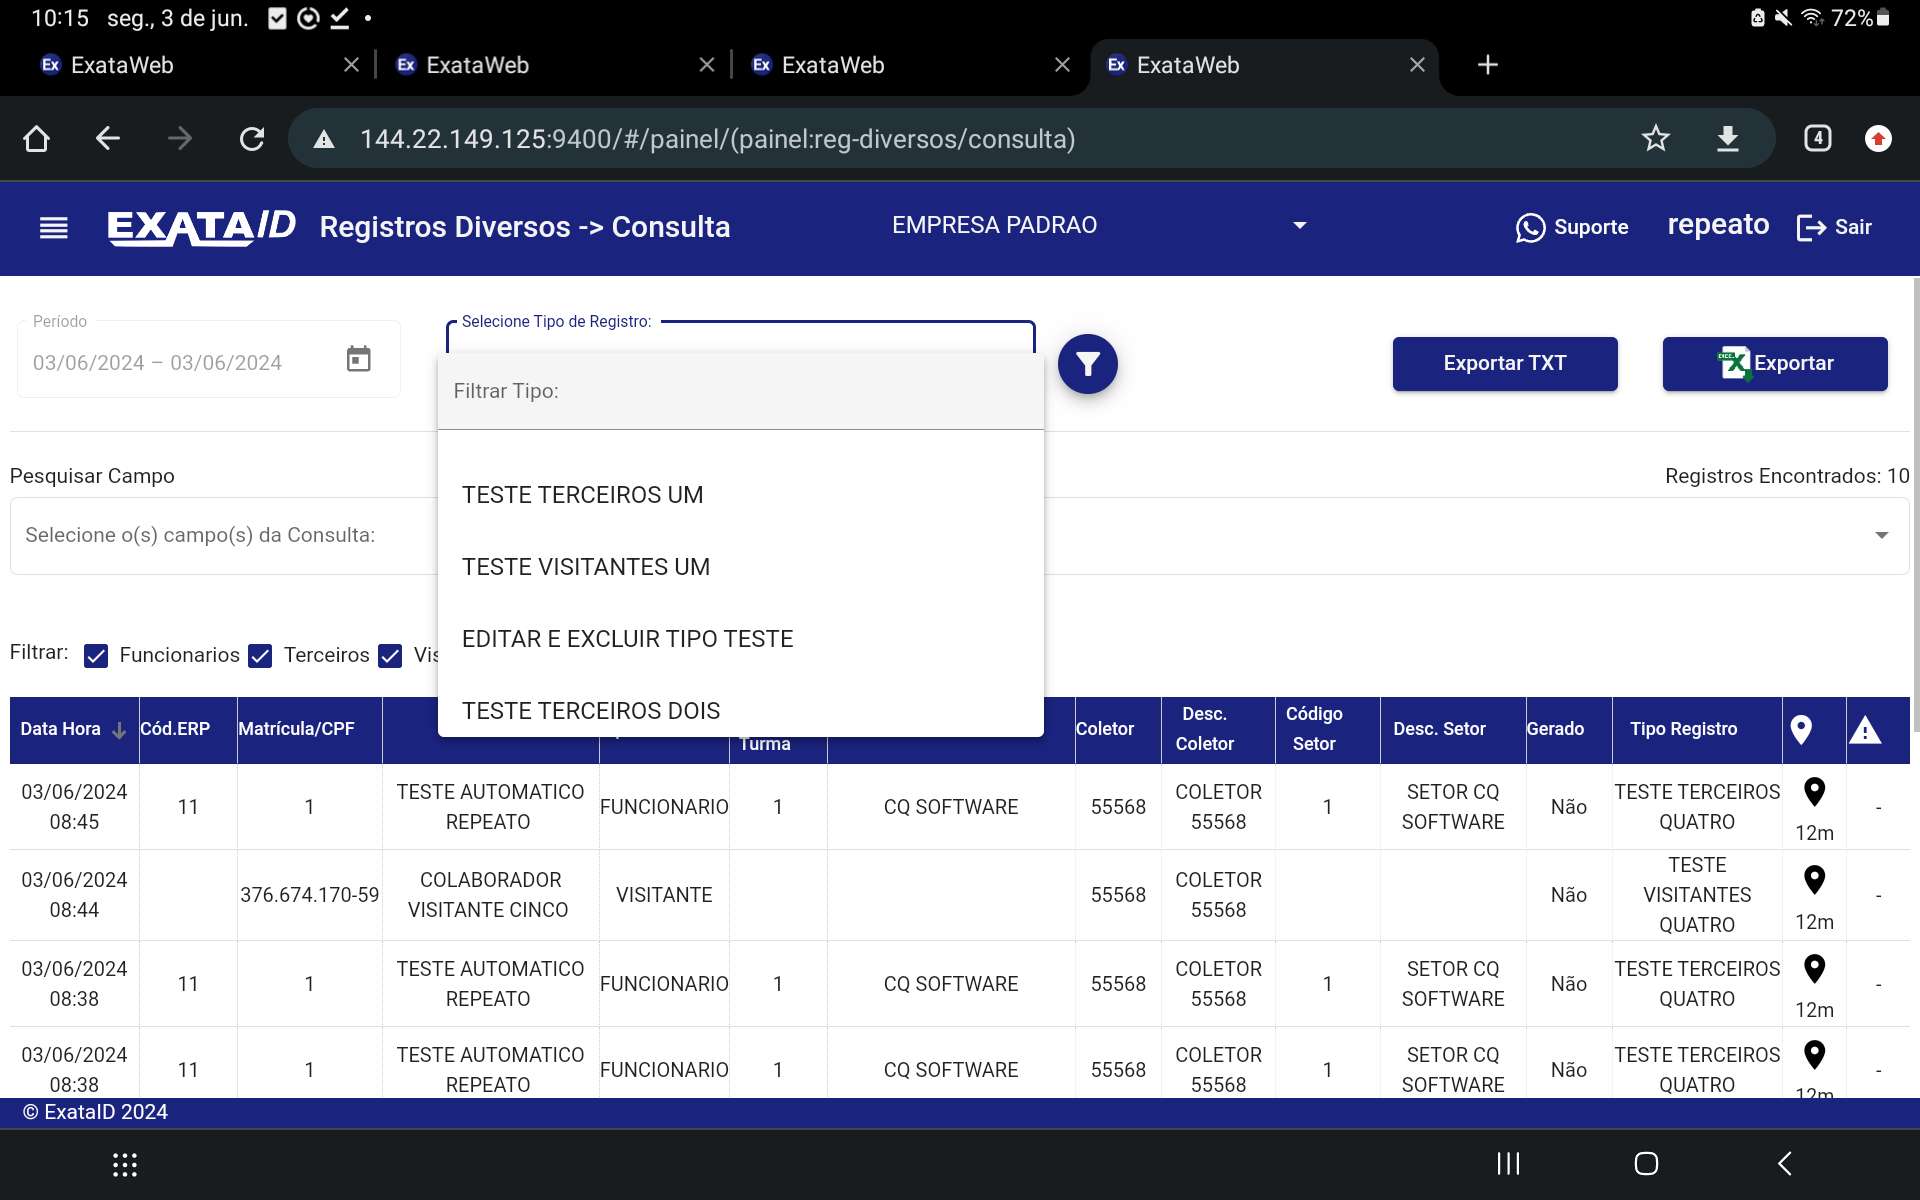 10:15 seg., 3 de jun.
72%
Ex ExataWeb
Ex ExataWeb
Ex ExataWeb
Ex ExataWeb
144.22.149.125:9400/#/painel/(painel:reg-diversos/consulta)
4
EXATAID Registros Diversos -> Consulta
EMPRESA PADRAO
Suporte
repeato
Sair
Período
03/06/2024 – 03/06/2024
Selecione Tipo de Registro:
Filtrar Tipo:
TESTE TERCEIROS UM
TESTE VISITANTES UM
EDITAR E EXCLUIR TIPO TESTE
TESTE TERCEIROS DOIS
Exportar TXT
Exportar
Pesquisar Campo
Registros Encontrados: 10
Selecione o(s) campo(s) da Consulta:
Filtrar: Funcionarios Terceiros Vis
Data Hora Cód.ERP Matrícula/CPF Turma Coletor Desc. Coletor Código Setor Desc. Setor Gerado Tipo Registro
03/06/2024 08:45 11 1 TESTE AUTOMATICO REPEATO FUNCIONARIO 1 CQ SOFTWARE 55568 COLETOR 55568 1 SETOR CQ SOFTWARE Não TESTE TERCEIROS QUATRO 12m -
03/06/2024 08:44 376.674.170-59 COLABORADOR VISITANTE CINCO VISITANTE 55568 COLETOR 55568 Não TESTE VISITANTES QUATRO 12m -
03/06/2024 08:38 11 1 TESTE AUTOMATICO REPEATO FUNCIONARIO 1 CQ SOFTWARE 55568 COLETOR 55568 1 SETOR CQ SOFTWARE Não TESTE TERCEIROS QUATRO 12m -
03/06/2024 08:38 11 1 TESTE AUTOMATICO REPEATO FUNCIONARIO 1 CQ SOFTWARE 55568 COLETOR 55568 1 SETOR CQ SOFTWARE Não TESTE TERCEIROS QUATRO 12m -
© ExataID 2024